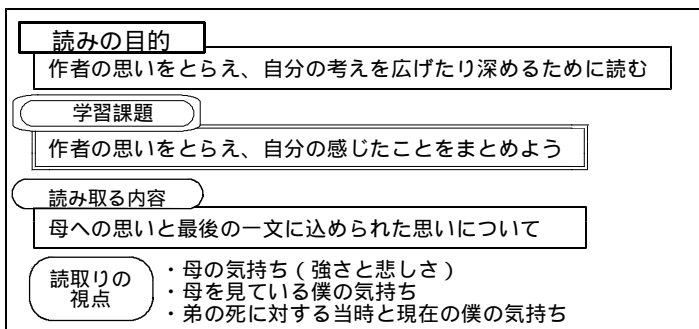 読みの目的
作者の思いをとらえ、自分の考えを広げたり深めるために読む
学習課題
作者の思いをとらえ、自分の感じたことをまとめよう
読み取る内容
母への思いと最後の一文に込められた思いについて
読取りの
視点
・母の気持ち(強さと悲しさ)
・母を見ている僕の気持ち
・弟の死に対する当時と現在の僕の気持ち